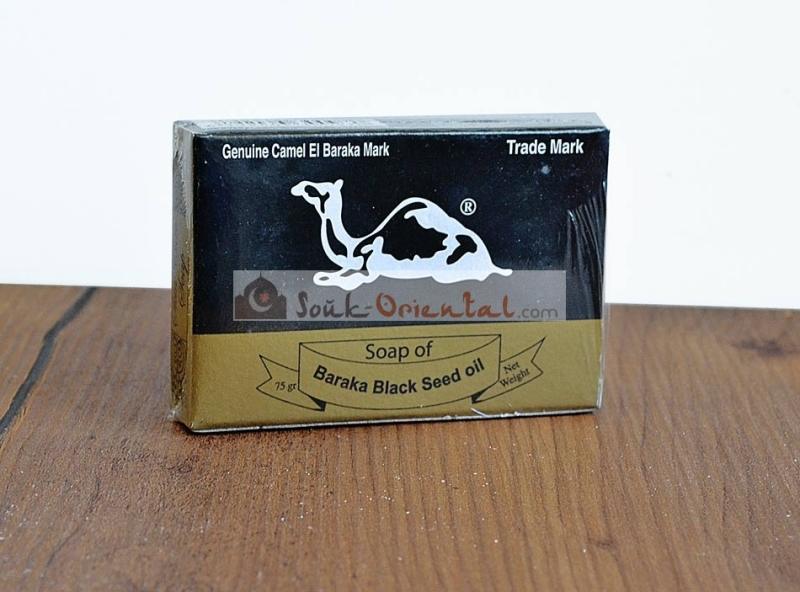 Genuine Camel El Baraka Mark
Trade Mark
®
Souk-Oriental.com
Soap of
Baraka Black Seed oil
75 gr
Net
Weight